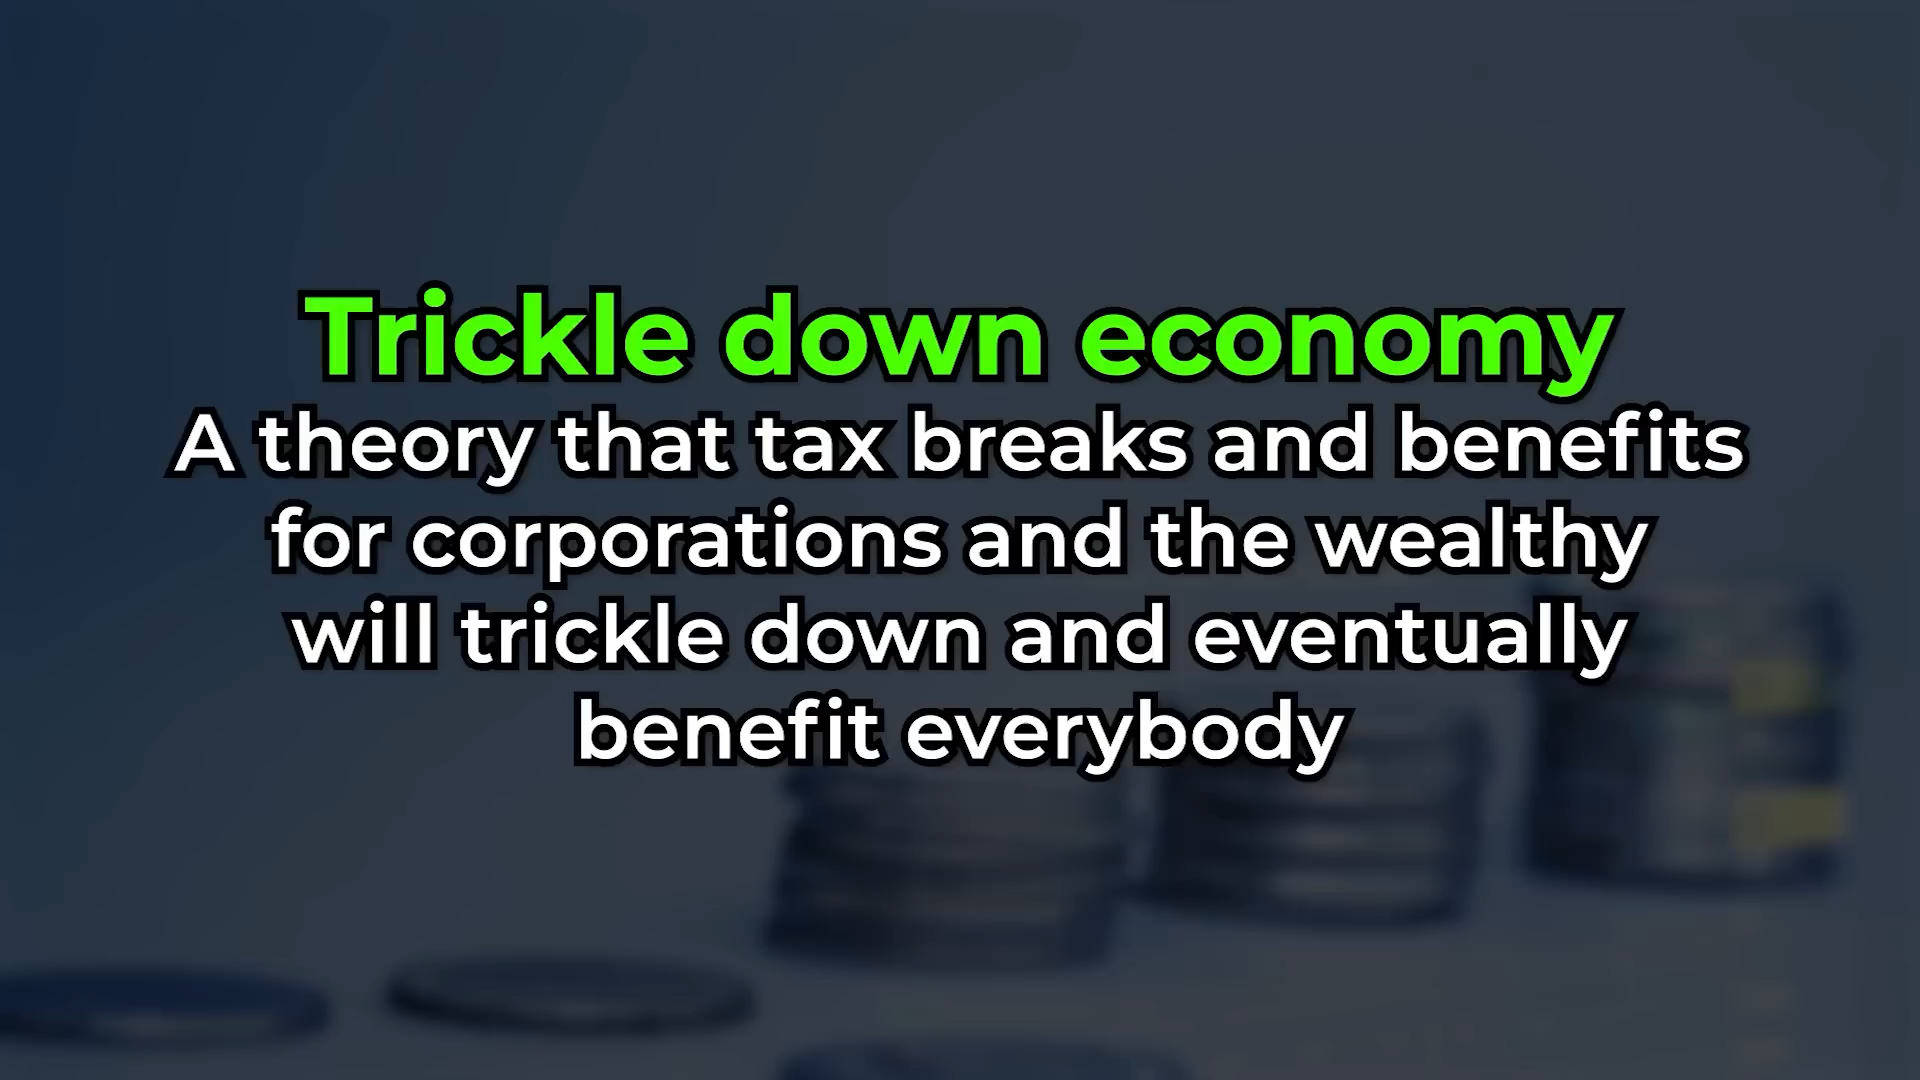 Trickle down economy
A theory that tax breaks and benefits
for corporations and the wealthy
will trickle down and eventually
benefit everybody